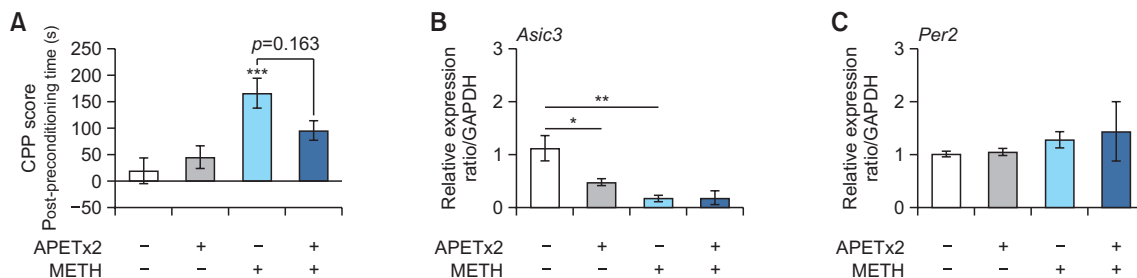 A
CPP score
Post-preconditioning time (s)
250
200
150
100
50
0
−50
***
p=0.163
APETx2 − + − +
METH − − + +
B
Asic3
Relative expression
ratio/GAPDH
3
2
1
0
**
*
APETx2 − + − +
METH − − + +
C
Per2
Relative expression
ratio/GAPDH
3
2
1
0
APETx2 − + − +
METH − − + +